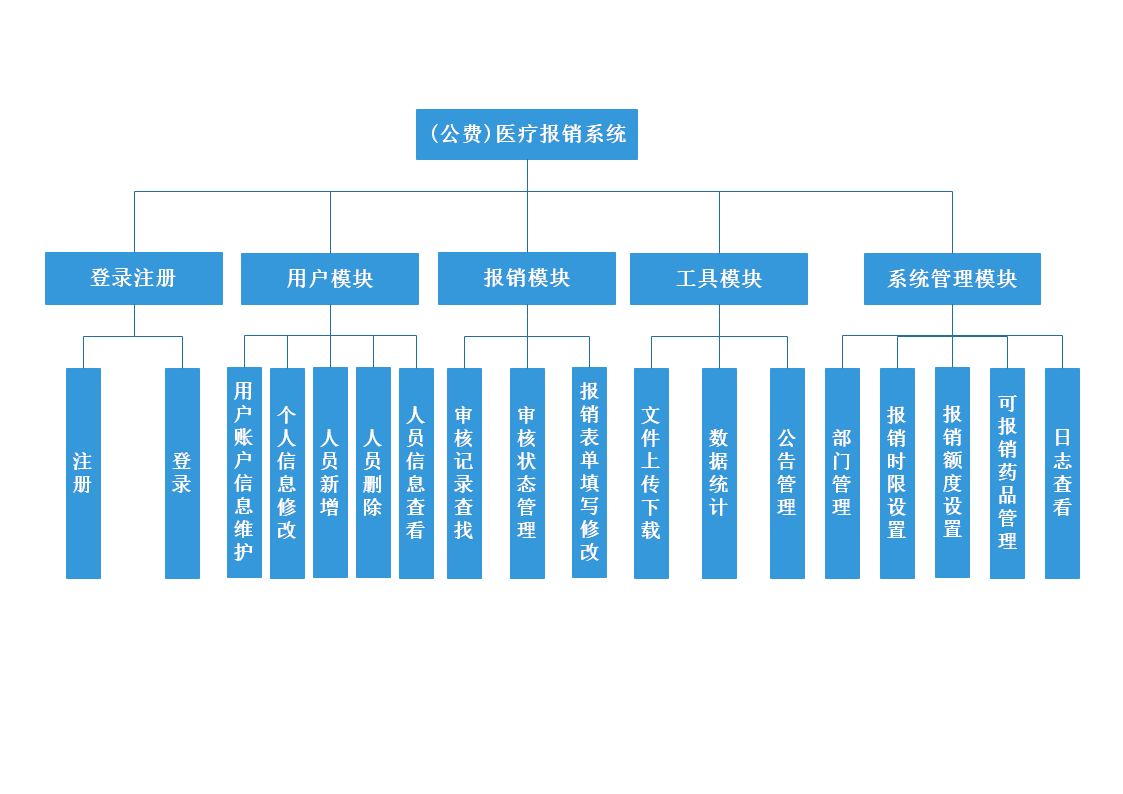 (公费)医疗报销系统
登录注册
用户模块
报销模块
工具模块
系统管理模块
注册
登录
用户账户信息维护
个人信息修改
人员新增
人员删除
人员信息查看
审核记录查找
审核状态管理
报销表单填写修改
文件上传下载
数据统计
公告管理
部门管理
报销时限设置
报销额度设置
可报销药品管理
日志查看